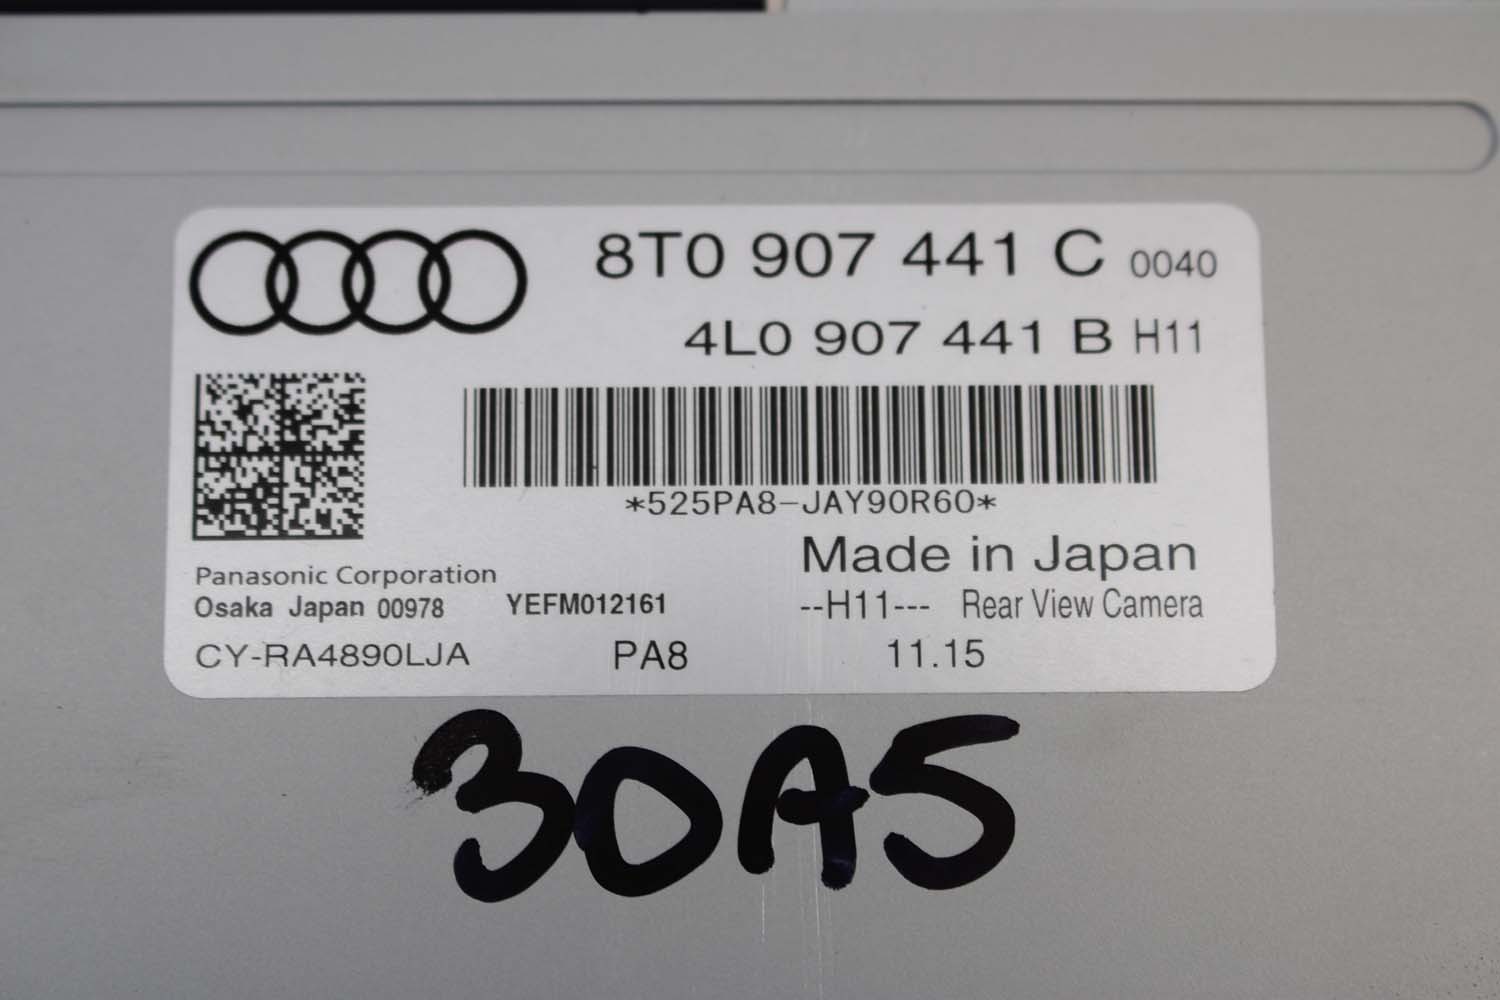 8T0 907 441 C 0040
4L0 907 441 B H11
*525PA8-JAY90R60*
Made in Japan
Panasonic Corporation
Osaka Japan 00978 YEFM012161 --H11--- Rear View Camera
CY-RA4890LJA PA8 11.15
30A5